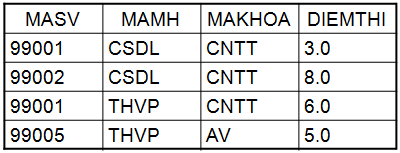 MASV MAMH MAKHOA DIEMTHI
99001 CSDL CNTT 3.0
99002 CSDL CNTT 8.0
99001 THVP CNTT 6.0
99005 THVP AV 5.0